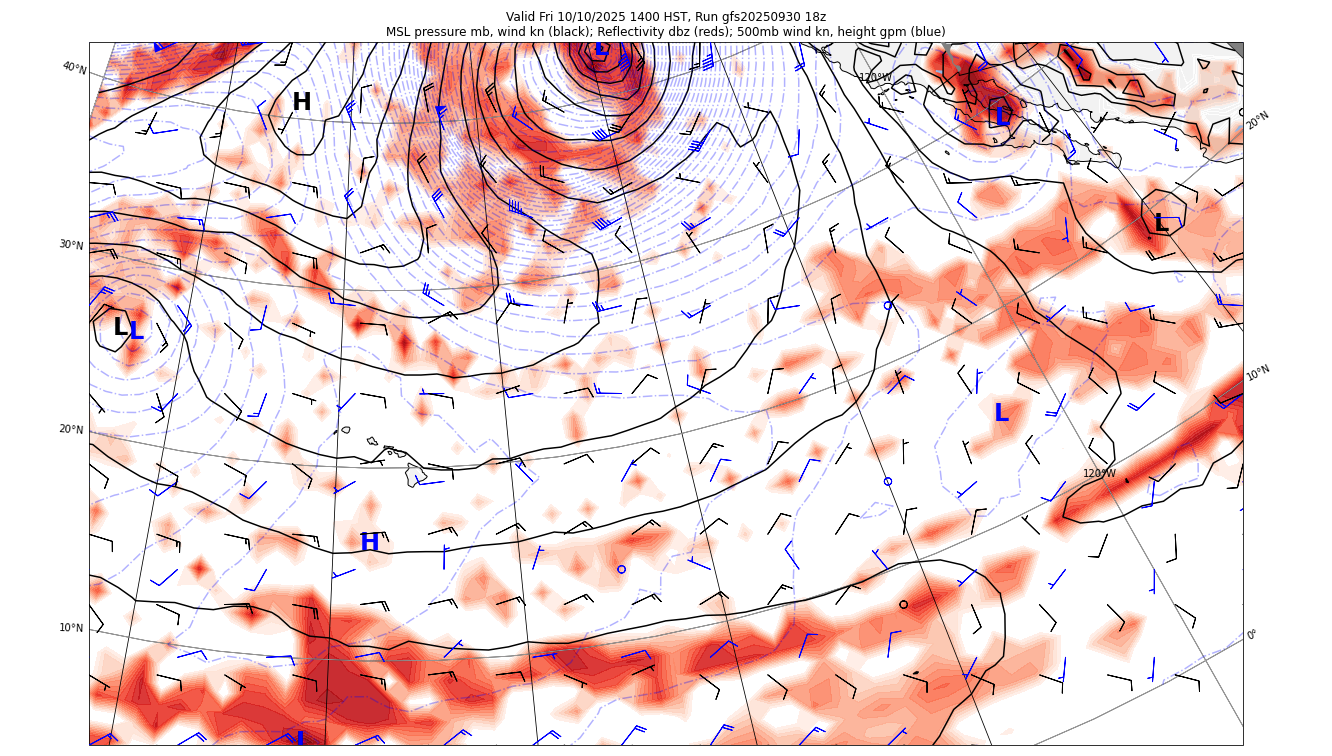 Valid Fri 10/10/2025 1400 HST, Run gfs20250930 18z
MSL pressure mb, wind kn (black); Reflectivity dbz (reds); 500mb wind kn, height gpm (blue)
L
40°N
120°W
H
L
20°N
L
30°N
L
L
10°N
L
20°N
120°W
H
10°N
0°
L